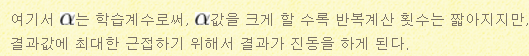 여기서 α는 학습계수로써, α값을 크게 할 수록 반복계산 횟수는 짧아지지만,
결과값에 최대한 근접하기 위해서 결과가 진동을 하게 된다.